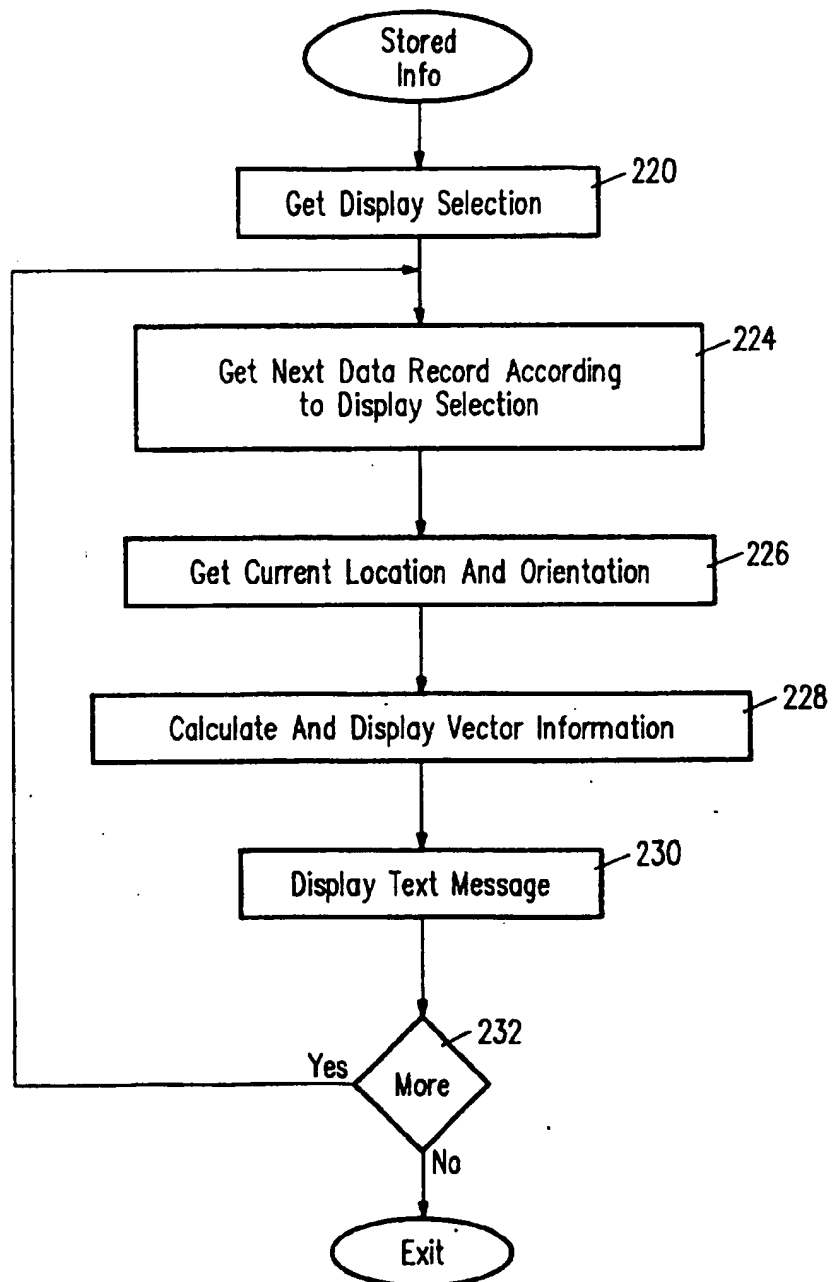 Stored
Info
220
Get Display Selection
224
Get Next Data Record According
to Display Selection
226
Get Current Location And Orientation
228
Calculate And Display Vector Information
230
Display Text Message
232
Yes
More
No
Exit